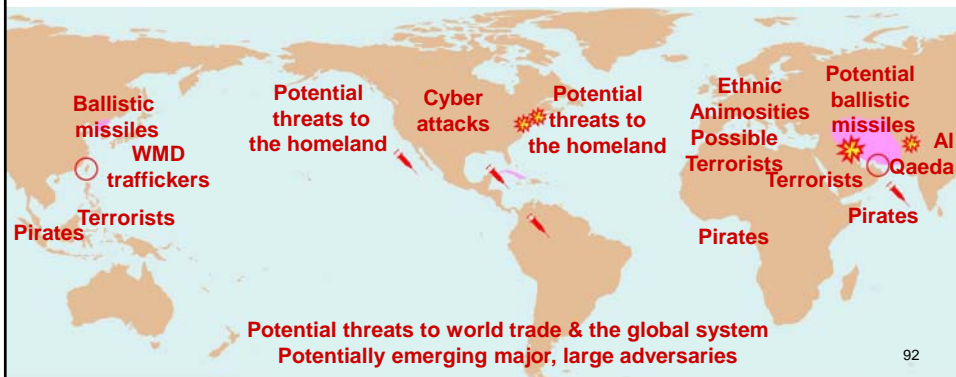 Ballistic
missiles
WMD
traffickers
Terrorists
Pirates
Potential
threats to
the homeland
Cyber
attacks
Potential
threats to
the homeland
Ethnic
Animosities
Possible
Terrorists
Potential
ballistic
missiles
Al
Qaeda
Terrorists
Pirates
Pirates
Potential threats to world trade & the global system
Potentially emerging major, large adversaries
92